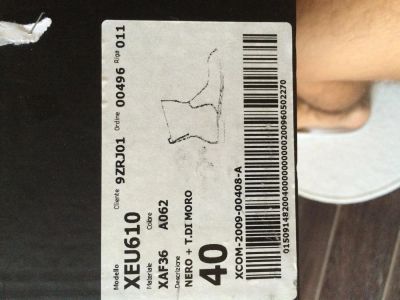 Modello Cliente Ordine Riga
XEU610 9ZRJ01 00496 011
Materiale Colore
XAF36 A062
Descrizione
NERO + T.DI MORO
40
XCOM-2009-00408-A
01509148200400000000000200960502270